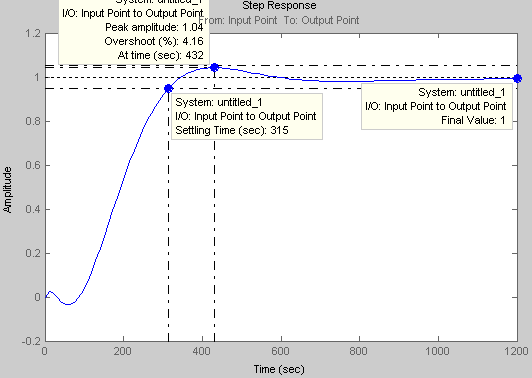 Step Response
From: Input Point To: Output Point
System: untitled_1
I/O: Input Point to Output Point
Peak amplitude: 1.04
Overshoot (%): 4.16
At time (sec): 432
System: untitled_1
I/O: Input Point to Output Point
Settling Time (sec): 315
System: untitled_1
I/O: Input Point to Output Point
Final Value: 1
Amplitude
1.2
1
0.8
0.6
0.4
0.2
0
-0.2
0
200
400
600
800
1000
1200
Time (sec)